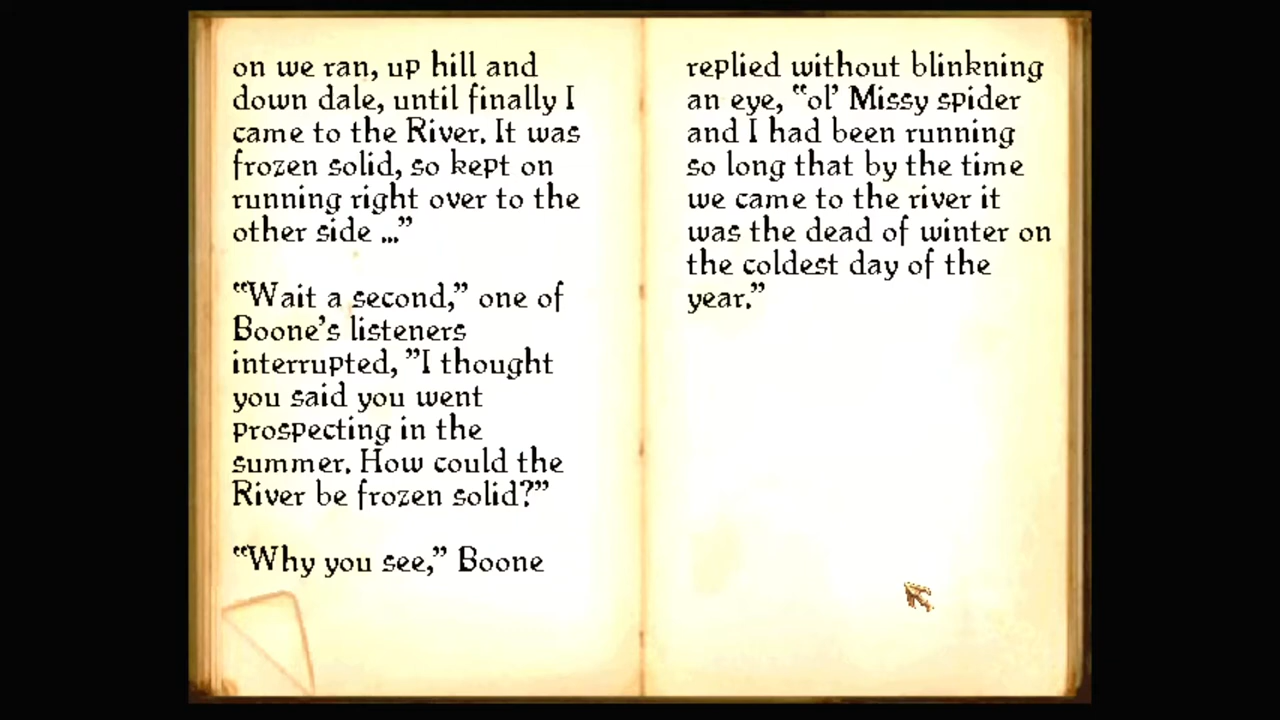 on we ran, up hill and
down dale, until finally I
came to the River. It was
frozen solid, so kept on
running right over to the
other side ...”
“Wait a second,” one of
Boone’s listeners
interrupted, ”I thought
you said you went
prospecting in the
summer. How could the
River be frozen solid?”
“Why you see,” Boone
replied without blinkning
an eye, “ol’ Missy spider
and I had been running
so long that by the time
we came to the river it
was the dead of winter on
the coldest day of the
year.”